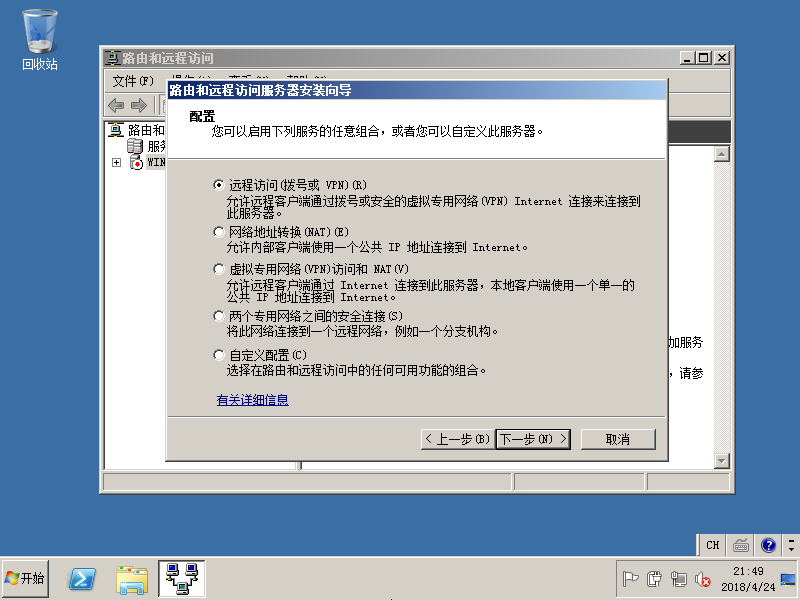 回收站
路由和远程访问
文件(F)
路由和远程访问服务器安装向导
配置
您可以启用下列服务的任意组合，或者您可以自定义此服务器。
路由和
服务
WIN
远程访问(拨号或 VPN)(R)
允许远程客户端通过拨号或安全的虚拟专用网络(VPN) Internet 连接来连接到
此服务器。
网络地址转换(NAT)(E)
允许内部客户端使用一个公共 IP 地址连接到 Internet。
虚拟专用网络(VPN)访问和 NAT(V)
允许远程客户端通过 Internet 连接到此服务器，本地客户端使用一个单一的
公共 IP 地址连接到 Internet。
两个专用网络之间的安全连接(S)
将此网络连接到一个远程网络，例如一个分支机构。
自定义配置(C)
选择在路由和远程访问中的任何可用功能的组合。
有关详细信息
加服务
，请参
< 上一步(B)
下一步(N) >
取消
CH
开始
21:49
2018/4/24